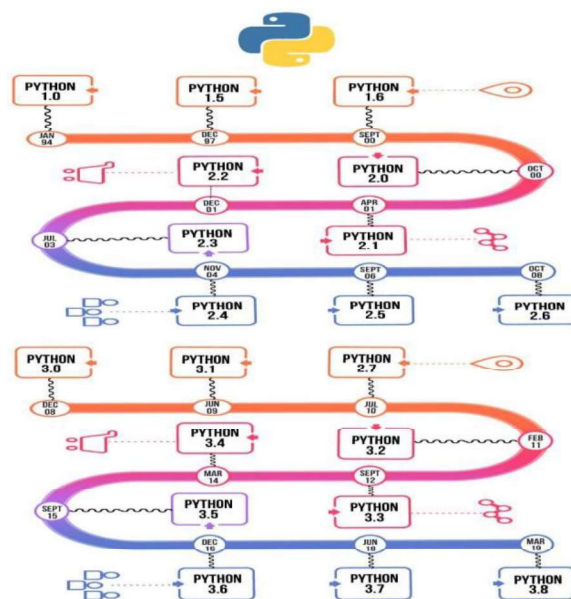 PYTHON
1.0
PYTHON
1.5
PYTHON
1.6
JAN
94
DEC
97
SEPT
00
PYTHON
2.2
PYTHON
2.0
OCT
00
DEC
01
APR
01
JUL
03
PYTHON
2.3
PYTHON
2.1
NOV
04
SEPT
06
OCT
08
PYTHON
2.4
PYTHON
2.5
PYTHON
2.6
PYTHON
3.0
PYTHON
3.1
PYTHON
2.7
DEC
08
JUN
09
JUL
10
PYTHON
3.4
PYTHON
3.2
FEB
11
MAR
14
SEPT
12
SEPT
15
PYTHON
3.5
PYTHON
3.3
DEC
16
JUN
18
MAR
19
PYTHON
3.6
PYTHON
3.7
PYTHON
3.8